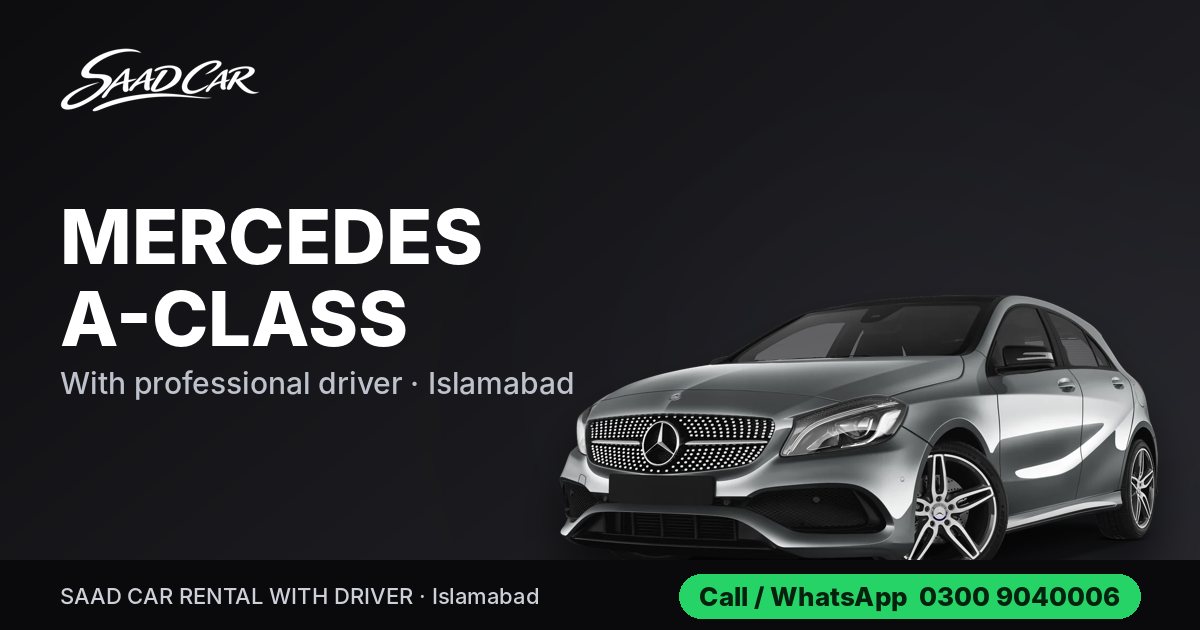 SAAD CAR
MERCEDES
A-CLASS
With professional driver · Islamabad
SAAD CAR RENTAL WITH DRIVER · Islamabad
Call / WhatsApp 0300 9040006